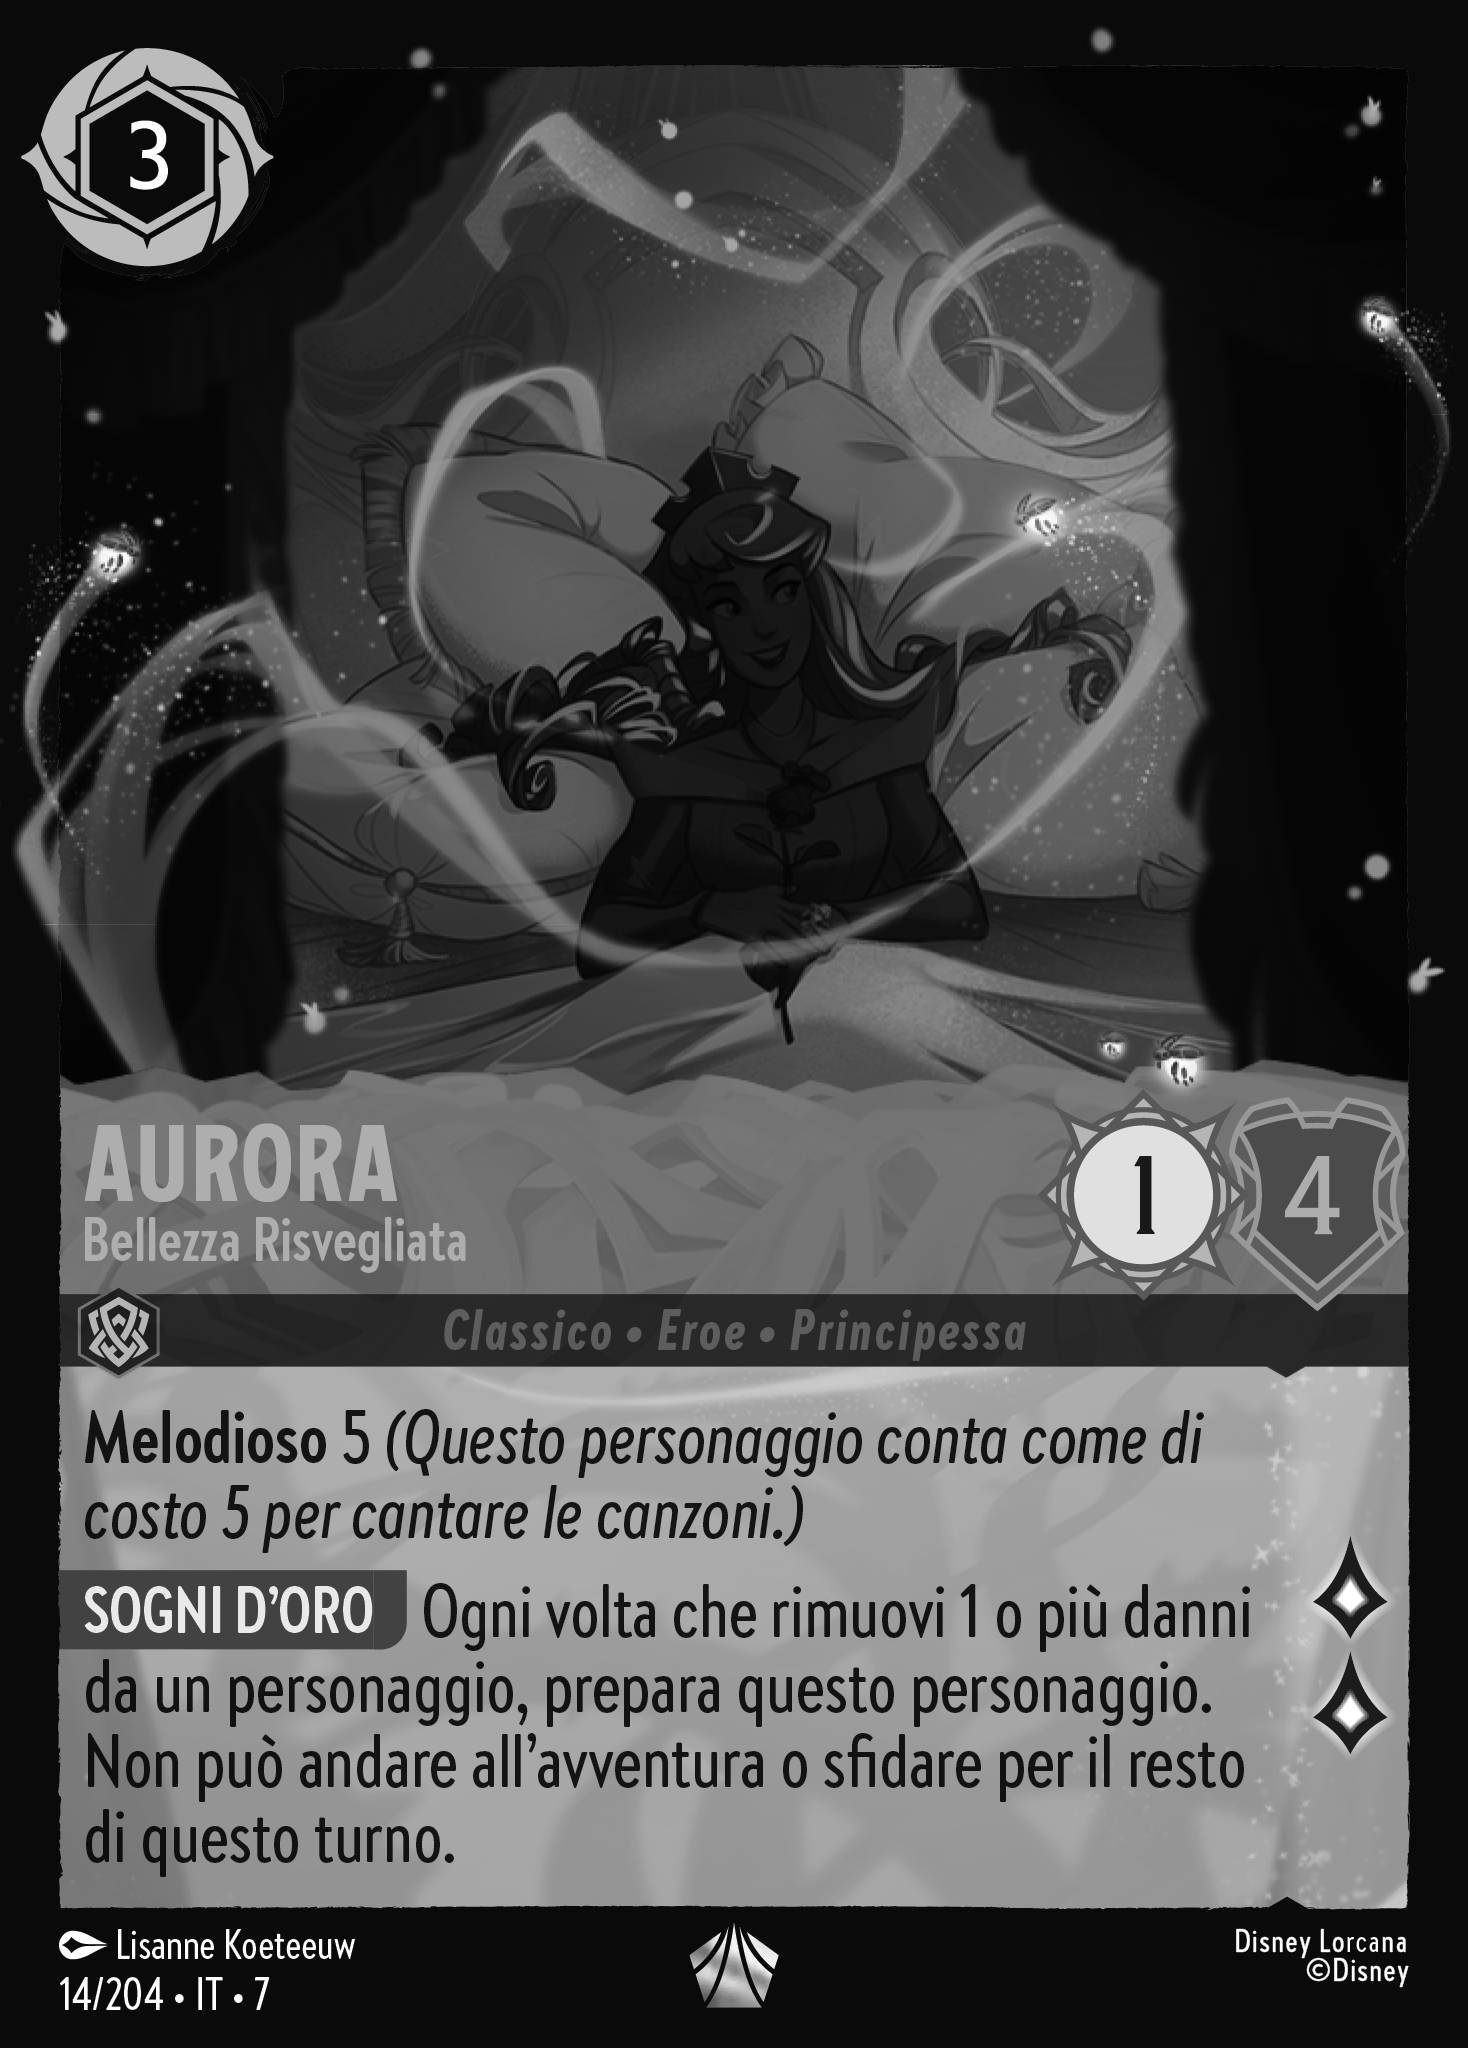 3
AURORA
Bellezza Risvegliata
1
4
Classico • Eroe • Principessa
Melodioso 5 (Questo personaggio conta come di
costo 5 per cantare le canzoni.)
SOGNI D’ORO Ogni volta che rimuovi 1 o più danni
da un personaggio, prepara questo personaggio.
Non può andare all’avventura o sfidare per il resto
di questo turno.
Lisanne Koeteeuw
14/204 • IT • 7
Disney Lorcana
©Disney